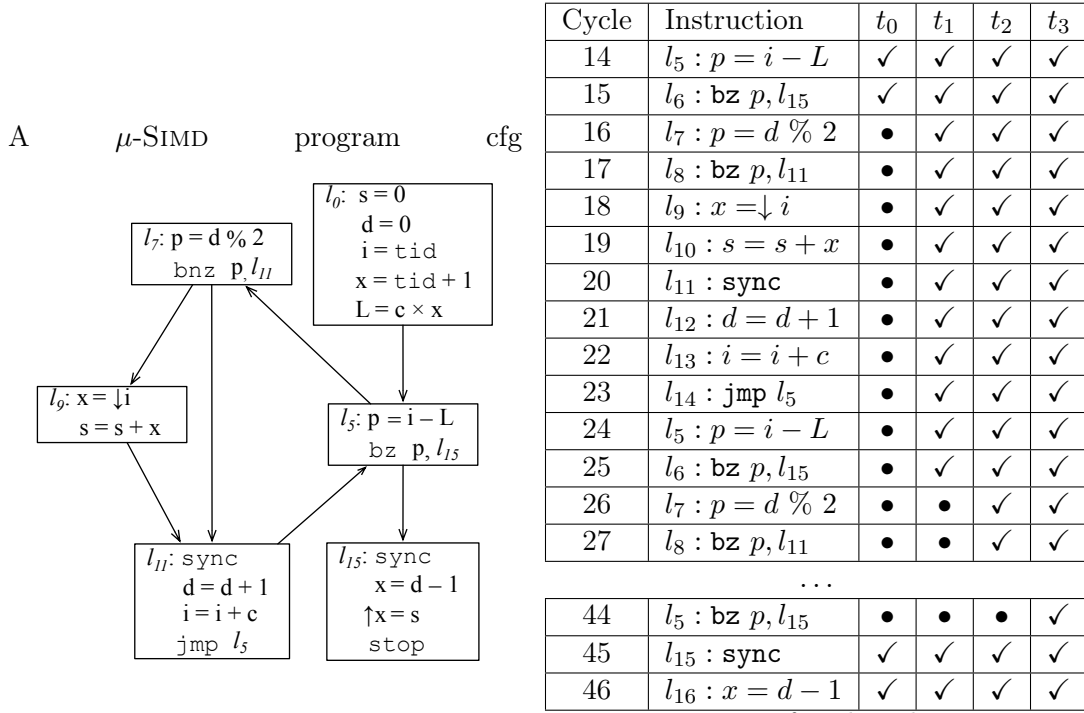 A μ-SIMD program cfg
l0: s = 0
d = 0
i = tid
x = tid + 1
L = c × x
l7: p = d % 2
bnz p, l11
l9: x = ↓i
s = s + x
l5: p = i – L
bz p, l15
l11: sync
d = d + 1
i = i + c
jmp l5
l15: sync
x = d – 1
↑x = s
stop
Cycle Instruction t0 t1 t2 t3
14 l5 : p = i − L ✓ ✓ ✓ ✓
15 l6 : bz p, l15 ✓ ✓ ✓ ✓
16 l7 : p = d % 2 • ✓ ✓ ✓
17 l8 : bz p, l11 • ✓ ✓ ✓
18 l9 : x =↓ i • ✓ ✓ ✓
19 l10 : s = s + x • ✓ ✓ ✓
20 l11 : sync • ✓ ✓ ✓
21 l12 : d = d + 1 • ✓ ✓ ✓
22 l13 : i = i + c • ✓ ✓ ✓
23 l14 : jmp l5 • ✓ ✓ ✓
24 l5 : p = i − L • ✓ ✓ ✓
25 l6 : bz p, l15 • ✓ ✓ ✓
26 l7 : p = d % 2 • • ✓ ✓
27 l8 : bz p, l11 • • ✓ ✓
...
44 l5 : bz p, l15 • • • ✓
45 l15 : sync ✓ ✓ ✓ ✓
46 l16 : x = d − 1 ✓ ✓ ✓ ✓